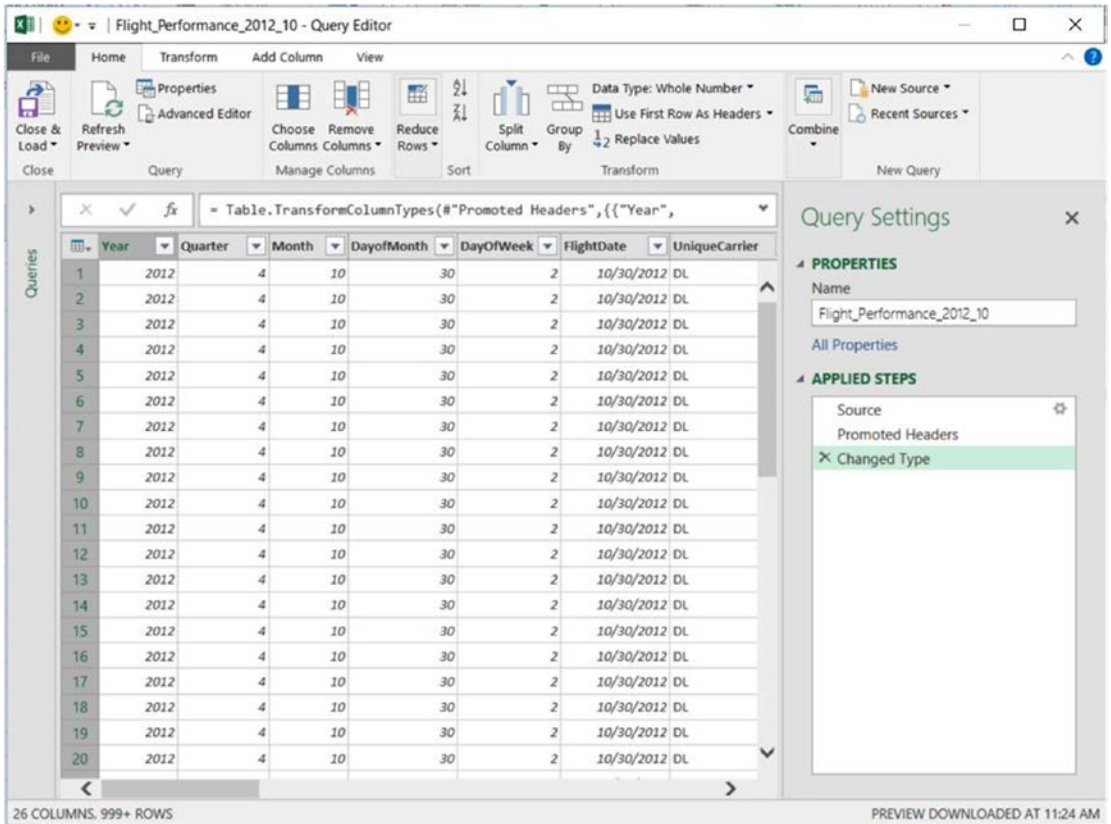 Flight_Performance_2012_10 - Query Editor
File Home Transform Add Column View
Close & Load
Refresh Preview
Properties
Advanced Editor
Choose Columns
Remove Columns
Reduce Rows
Split Column
Group By
Data Type: Whole Number
Use First Row As Headers
Replace Values
Combine
New Source
Recent Sources
Close Query Manage Columns Sort Transform New Query
Queries
fx = Table.TransformColumnTypes(#"Promoted Headers",{{"Year",
Year Quarter Month DayofMonth DayOfWeek FlightDate UniqueCarrier
1 2012 4 10 30 2 10/30/2012 DL
2 2012 4 10 30 2 10/30/2012 DL
3 2012 4 10 30 2 10/30/2012 DL
4 2012 4 10 30 2 10/30/2012 DL
5 2012 4 10 30 2 10/30/2012 DL
6 2012 4 10 30 2 10/30/2012 DL
7 2012 4 10 30 2 10/30/2012 DL
8 2012 4 10 30 2 10/30/2012 DL
9 2012 4 10 30 2 10/30/2012 DL
10 2012 4 10 30 2 10/30/2012 DL
11 2012 4 10 30 2 10/30/2012 DL
12 2012 4 10 30 2 10/30/2012 DL
13 2012 4 10 30 2 10/30/2012 DL
14 2012 4 10 30 2 10/30/2012 DL
15 2012 4 10 30 2 10/30/2012 DL
16 2012 4 10 30 2 10/30/2012 DL
17 2012 4 10 30 2 10/30/2012 DL
18 2012 4 10 30 2 10/30/2012 DL
19 2012 4 10 30 2 10/30/2012 DL
20 2012 4 10 30 2 10/30/2012 DL
Query Settings
PROPERTIES
Name
Flight_Performance_2012_10
All Properties
APPLIED STEPS
Source
Promoted Headers
Changed Type
26 COLUMNS, 999+ ROWS
PREVIEW DOWNLOADED AT 11:24 AM